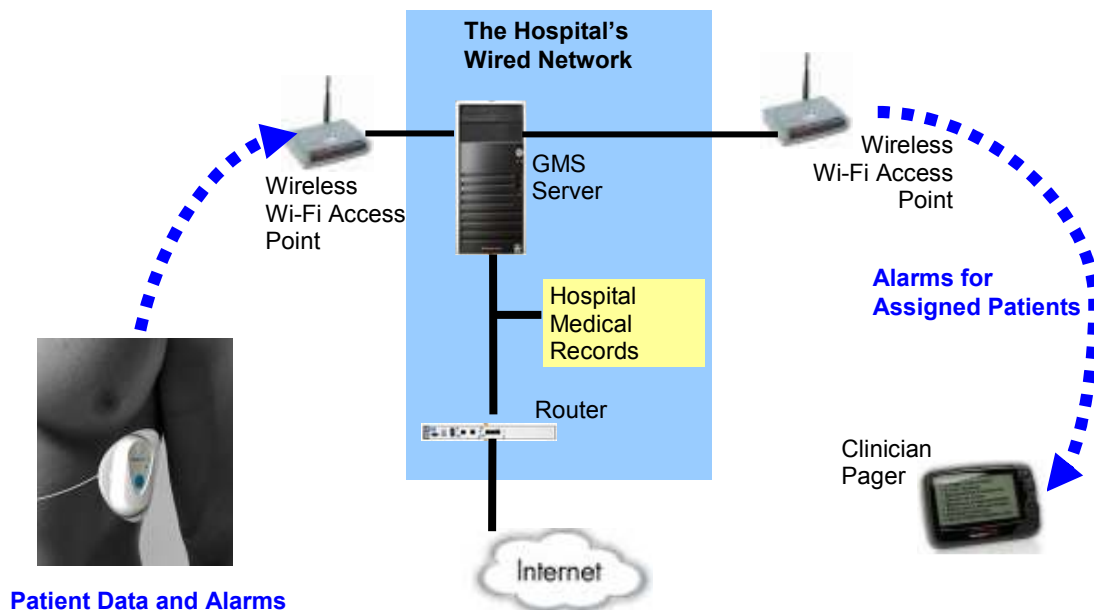 The Hospital's
Wired Network
Wireless
Wi-Fi Access
Point
GMS
Server
Wireless
Wi-Fi Access
Point
Alarms for
Assigned Patients
Hospital
Medical
Records
Router
Clinician
Pager
Internet
Patient Data and Alarms